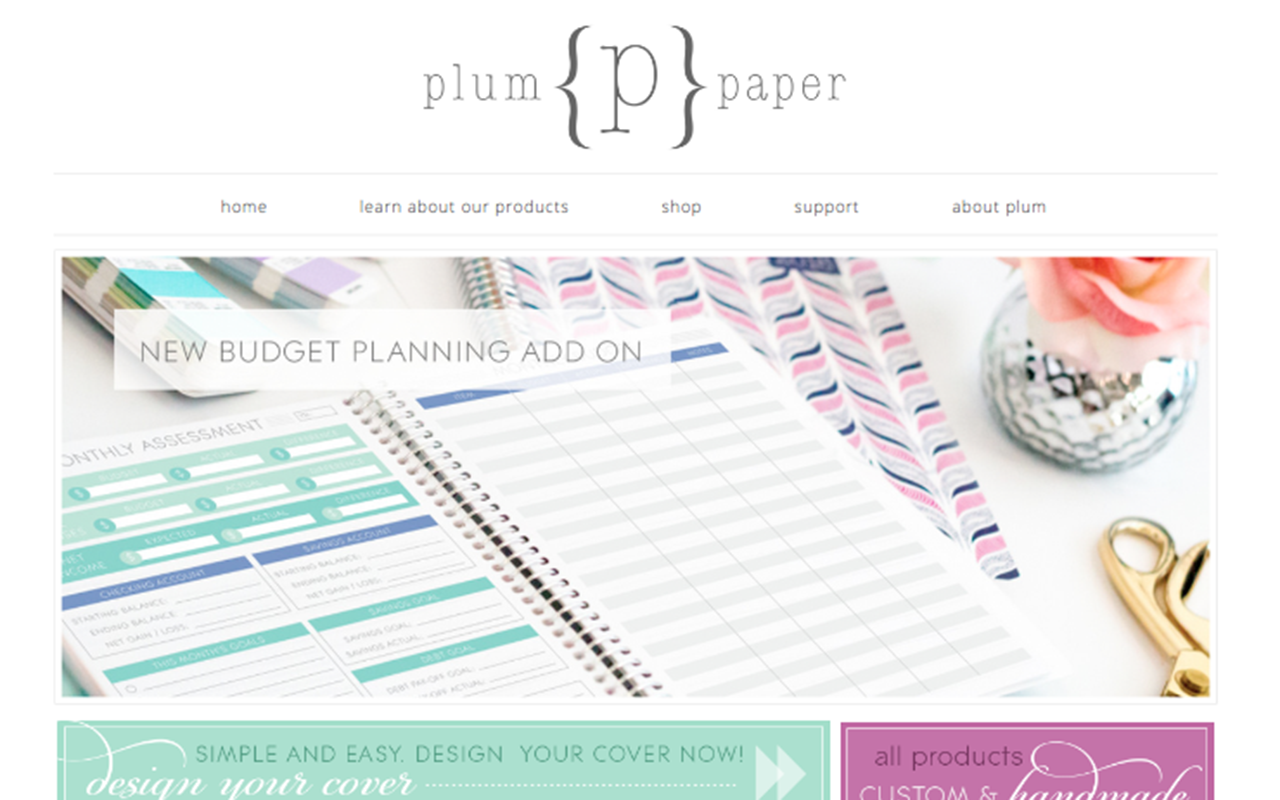 plum {p} paper
home learn about our products shop support about plum
NEW BUDGET PLANNING ADD ON
ITEM NOTES
ONTHLY ASSESSMENT
BUDGET ACTUAL DIFFERENCE
BUDGET ACTUAL DIFFERENCE
EXPECTED ACTUAL DIFFERENCE
CHECKING ACCOUNT
STARTING BALANCE:
ENDING BALANCE:
NET GAIN / LOSS:
SAVINGS ACCOUNT
STARTING BALANCE:
ENDING BALANCE:
NET GAIN / LOSS:
THIS MONTH'S GOALS
SAVINGS GOAL
SAVINGS GOAL:
SAVINGS ACTUAL:
DEBT GOAL
DEBT PAY-OFF GOAL:
OFF ACTUAL:
SIMPLE AND EASY. DESIGN YOUR COVER NOW!
design your cover
all products
CUSTOM & handmade